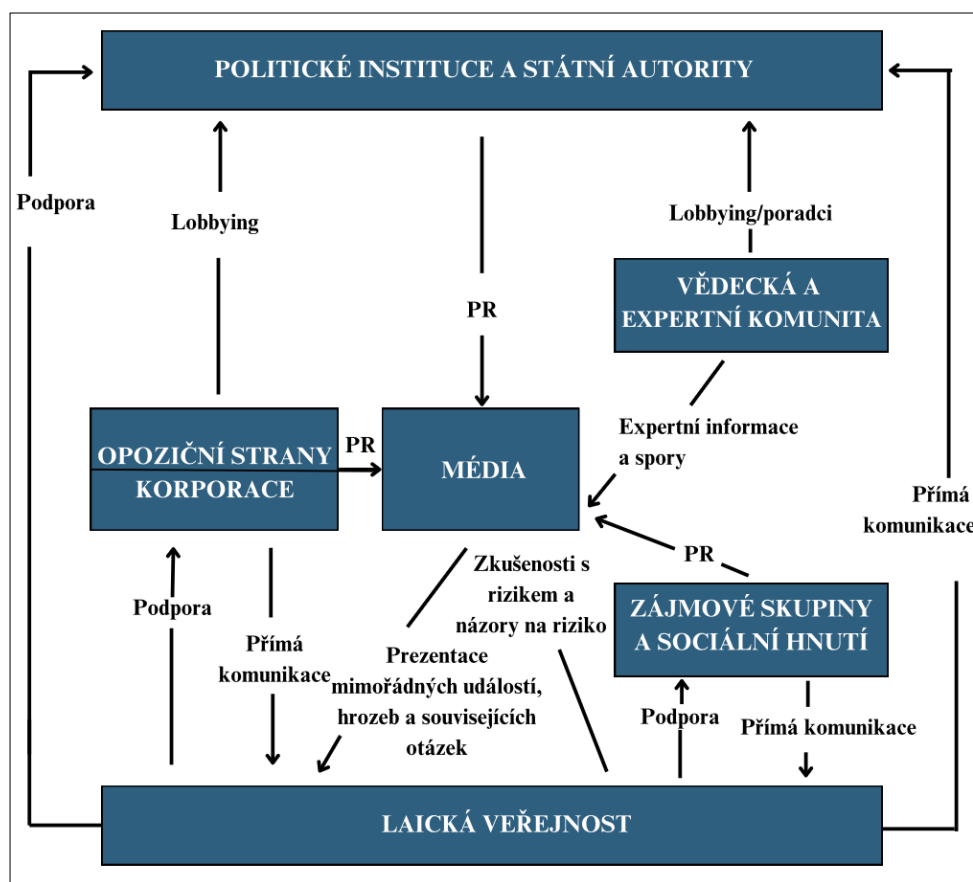 POLITICKÉ INSTITUCE A STÁTNÍ AUTORITY
Podpora
Lobbying
Lobbying/poradci
PR
VĚDECKÁ A
EXPERTNÍ KOMUNITA
OPOZIČNÍ STRANY
KORPORACE
PR
MÉDIA
Expertní informace
a spory
Přímá
komunikace
PR
Zkušenosti s
rizikem a
názory na riziko
ZÁJMOVÉ SKUPINY
A SOCIÁLNÍ HNUTÍ
Podpora
Přímá
komunikace
Prezentace
mimořádných událostí,
hrozeb a souvisejících
otázek
Podpora
Přímá komunikace
LAICKÁ VEŘEJNOST